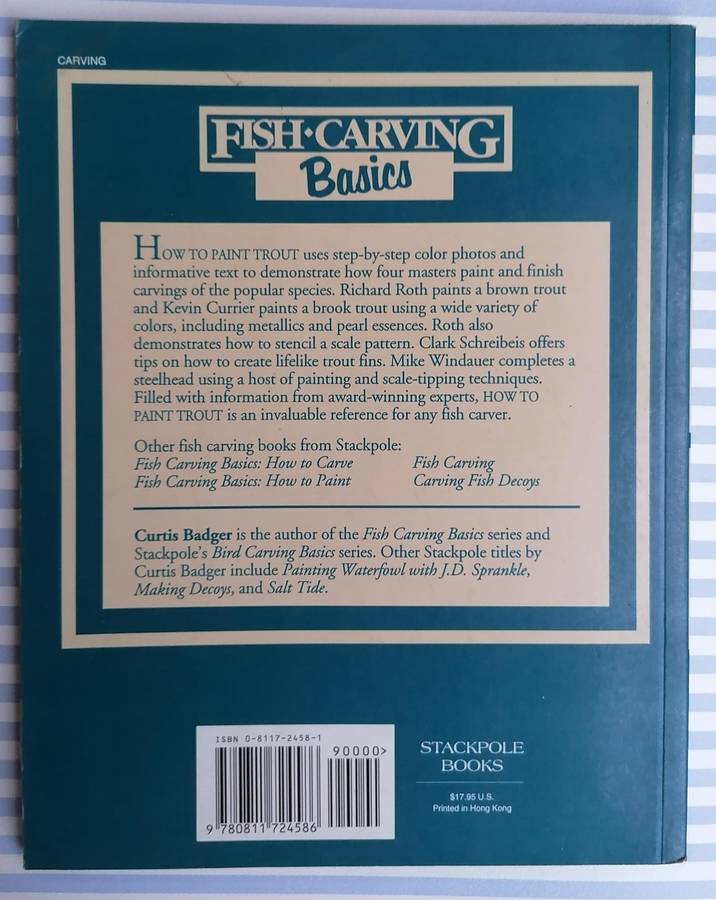 CARVING
FISH·CARVING
Basics
HOW TO PAINT TROUT uses step-by-step color photos and
informative text to demonstrate how four masters paint and finish
carvings of the popular species. Richard Roth paints a brown trout
and Kevin Currier paints a brook trout using a wide variety of
colors, including metallics and pearl essences. Roth also
demonstrates how to stencil a scale pattern. Clark Schreibeis offers
tips on how to create lifelike trout fins. Mike Windauer completes a
steelhead using a host of painting and scale-tipping techniques.
Filled with information from award-winning experts, HOW TO
PAINT TROUT is an invaluable reference for any fish carver.
Other fish carving books from Stackpole:
Fish Carving Basics: How to Carve Fish Carving
Fish Carving Basics: How to Paint Carving Fish Decoys
Curtis Badger is the author of the Fish Carving Basics series and
Stackpole's Bird Carving Basics series. Other Stackpole titles by
Curtis Badger include Painting Waterfowl with J.D. Sprankle,
Making Decoys, and Salt Tide.
ISBN 0-8117-2458-1
90000>
9 780811 724586
STACKPOLE
BOOKS
$17.95 U.S.
Printed in Hong Kong